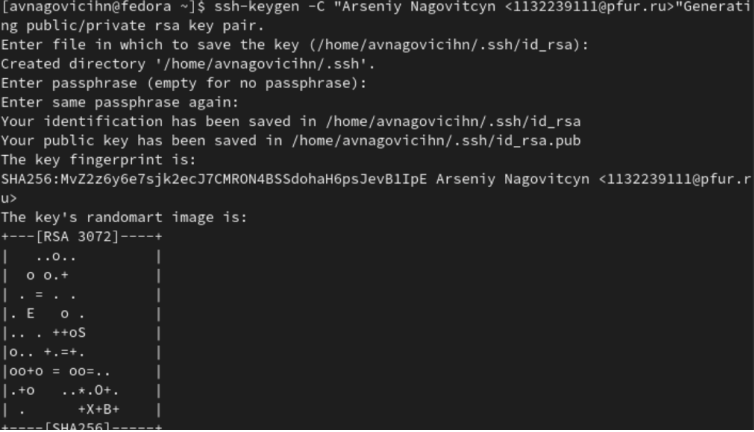 [avnagovicihn@fedora ~]$ ssh-keygen -C "Arseniy Nagovitcyn <1132239111@pfur.ru>"Generati
ng public/private rsa key pair.
Enter file in which to save the key (/home/avnagovicihn/.ssh/id_rsa):
Created directory '/home/avnagovicihn/.ssh'.
Enter passphrase (empty for no passphrase):
Enter same passphrase again:
Your identification has been saved in /home/avnagovicihn/.ssh/id_rsa
Your public key has been saved in /home/avnagovicihn/.ssh/id_rsa.pub
The key fingerprint is:
SHA256:MvZ2z6y6e7sjk2ecJ7CMRON4BSSdohaH6psJevB1IpE Arseniy Nagovitcyn <1132239111@pfur.r
u>
The key's randomart image is:
+---[RSA 3072]----+
|   ..o..         |
|  o o.+          |
| . = . .         |
|. E   o .        |
|.. . ++oS        |
|o.. +.=+.        |
|oo+o = oo=..     |
|.+o   ..*.O+.    |
| .      +X+B+    |
+----[SHA256]-----+